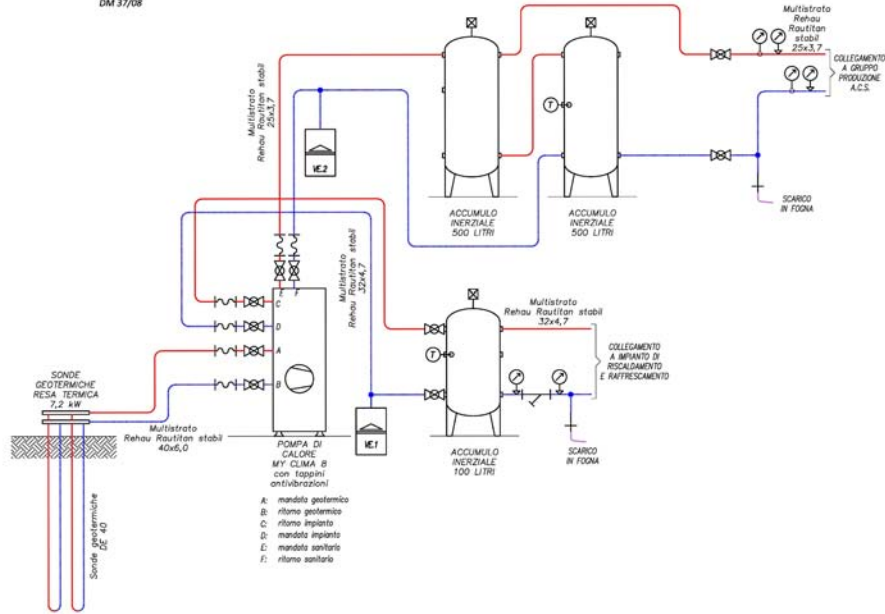 DM 37/08
Multistrato
Rehau Rautitan stabil
25x3,7
VE.2
T
ACCUMULO
INERZIALE
500 LITRI
ACCUMULO
INERZIALE
500 LITRI
Multistrato
Rehau
Rautitan
stabil
25x3,7
COLLEGAMENTO
A GRUPPO
PRODUZIONE
A.C.S.
SCARICO
IN FOGNA
Multistrato
Rehau Rautitan stabil
32x4,7
E
F
C
D
A
B
VE.1
T
ACCUMULO
INERZIALE
100 LITRI
Multistrato
Rehau Rautitan stabil
32x4,7
COLLEGAMENTO
A IMPIANTO DI
RISCALDAMENTO
E RAFFRESCAMENTO
SCARICO
IN FOGNA
SONDE
GEOTERMICHE
RESA TERMICA
7,2 kW
Multistrato
Rehau Rautitan stabil
40x6,0
Sonde geotermiche
DE 40
POMPA DI
CALORE
MY CLIMA 8
con tappini
antivibrazioni
A: mandata geotermico
B: ritorno geotermico
C: ritorno impianto
D: mandata impianto
E: mandata sanitario
F: ritorno sanitario